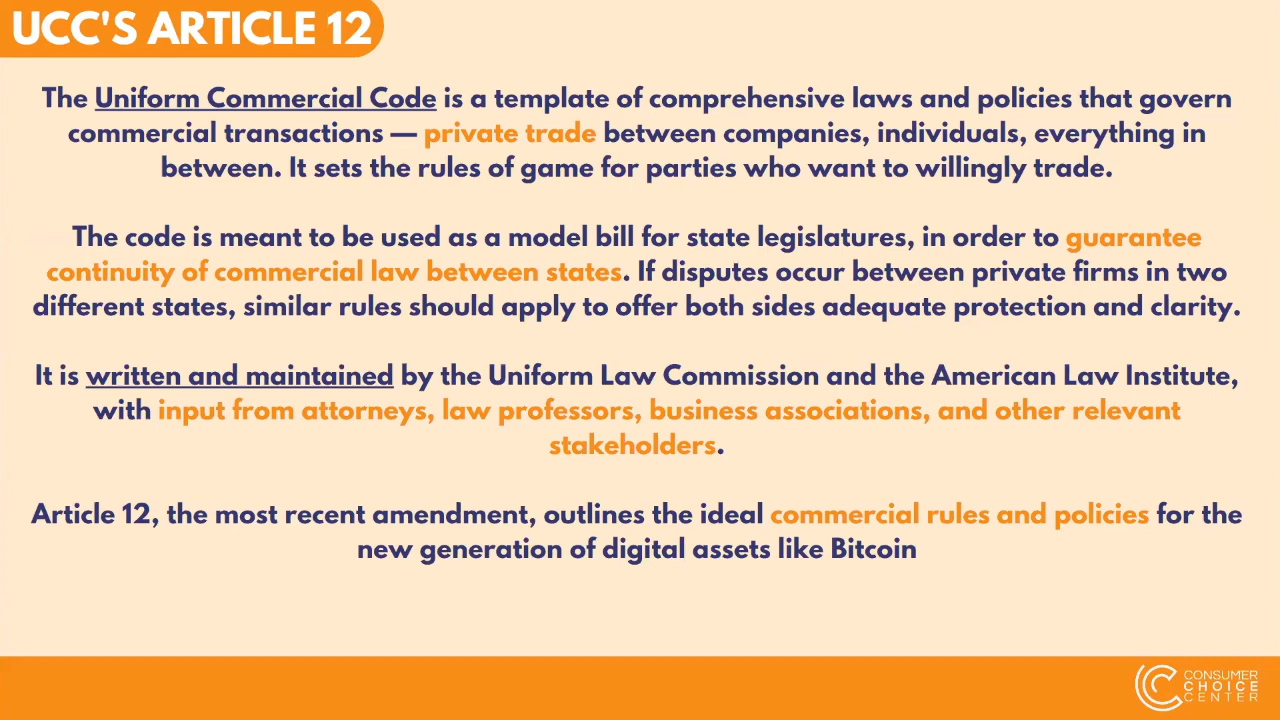 UCC'S ARTICLE 12
The Uniform Commercial Code is a template of comprehensive laws and policies that govern
commercial transactions — private trade between companies, individuals, everything in
between. It sets the rules of game for parties who want to willingly trade.
The code is meant to be used as a model bill for state legislatures, in order to guarantee
continuity of commercial law between states. If disputes occur between private firms in two
different states, similar rules should apply to offer both sides adequate protection and clarity.
It is written and maintained by the Uniform Law Commission and the American Law Institute,
with input from attorneys, law professors, business associations, and other relevant
stakeholders.
Article 12, the most recent amendment, outlines the ideal commercial rules and policies for the
new generation of digital assets like Bitcoin
CONSUMER
CHOICE
CENTER